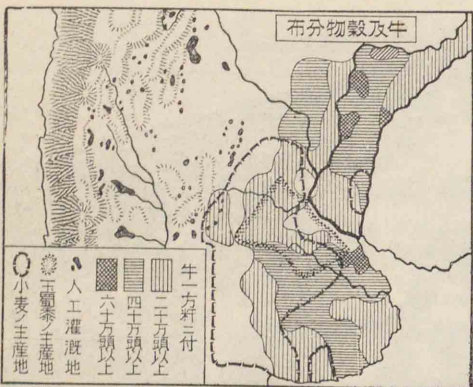 牛及穀物分布
牛一方粁ニ付
二十万頭以上
四十万頭以上
六十万頭以上
人工灌漑地
玉蜀黍ノ主産地
小麦ノ主産地